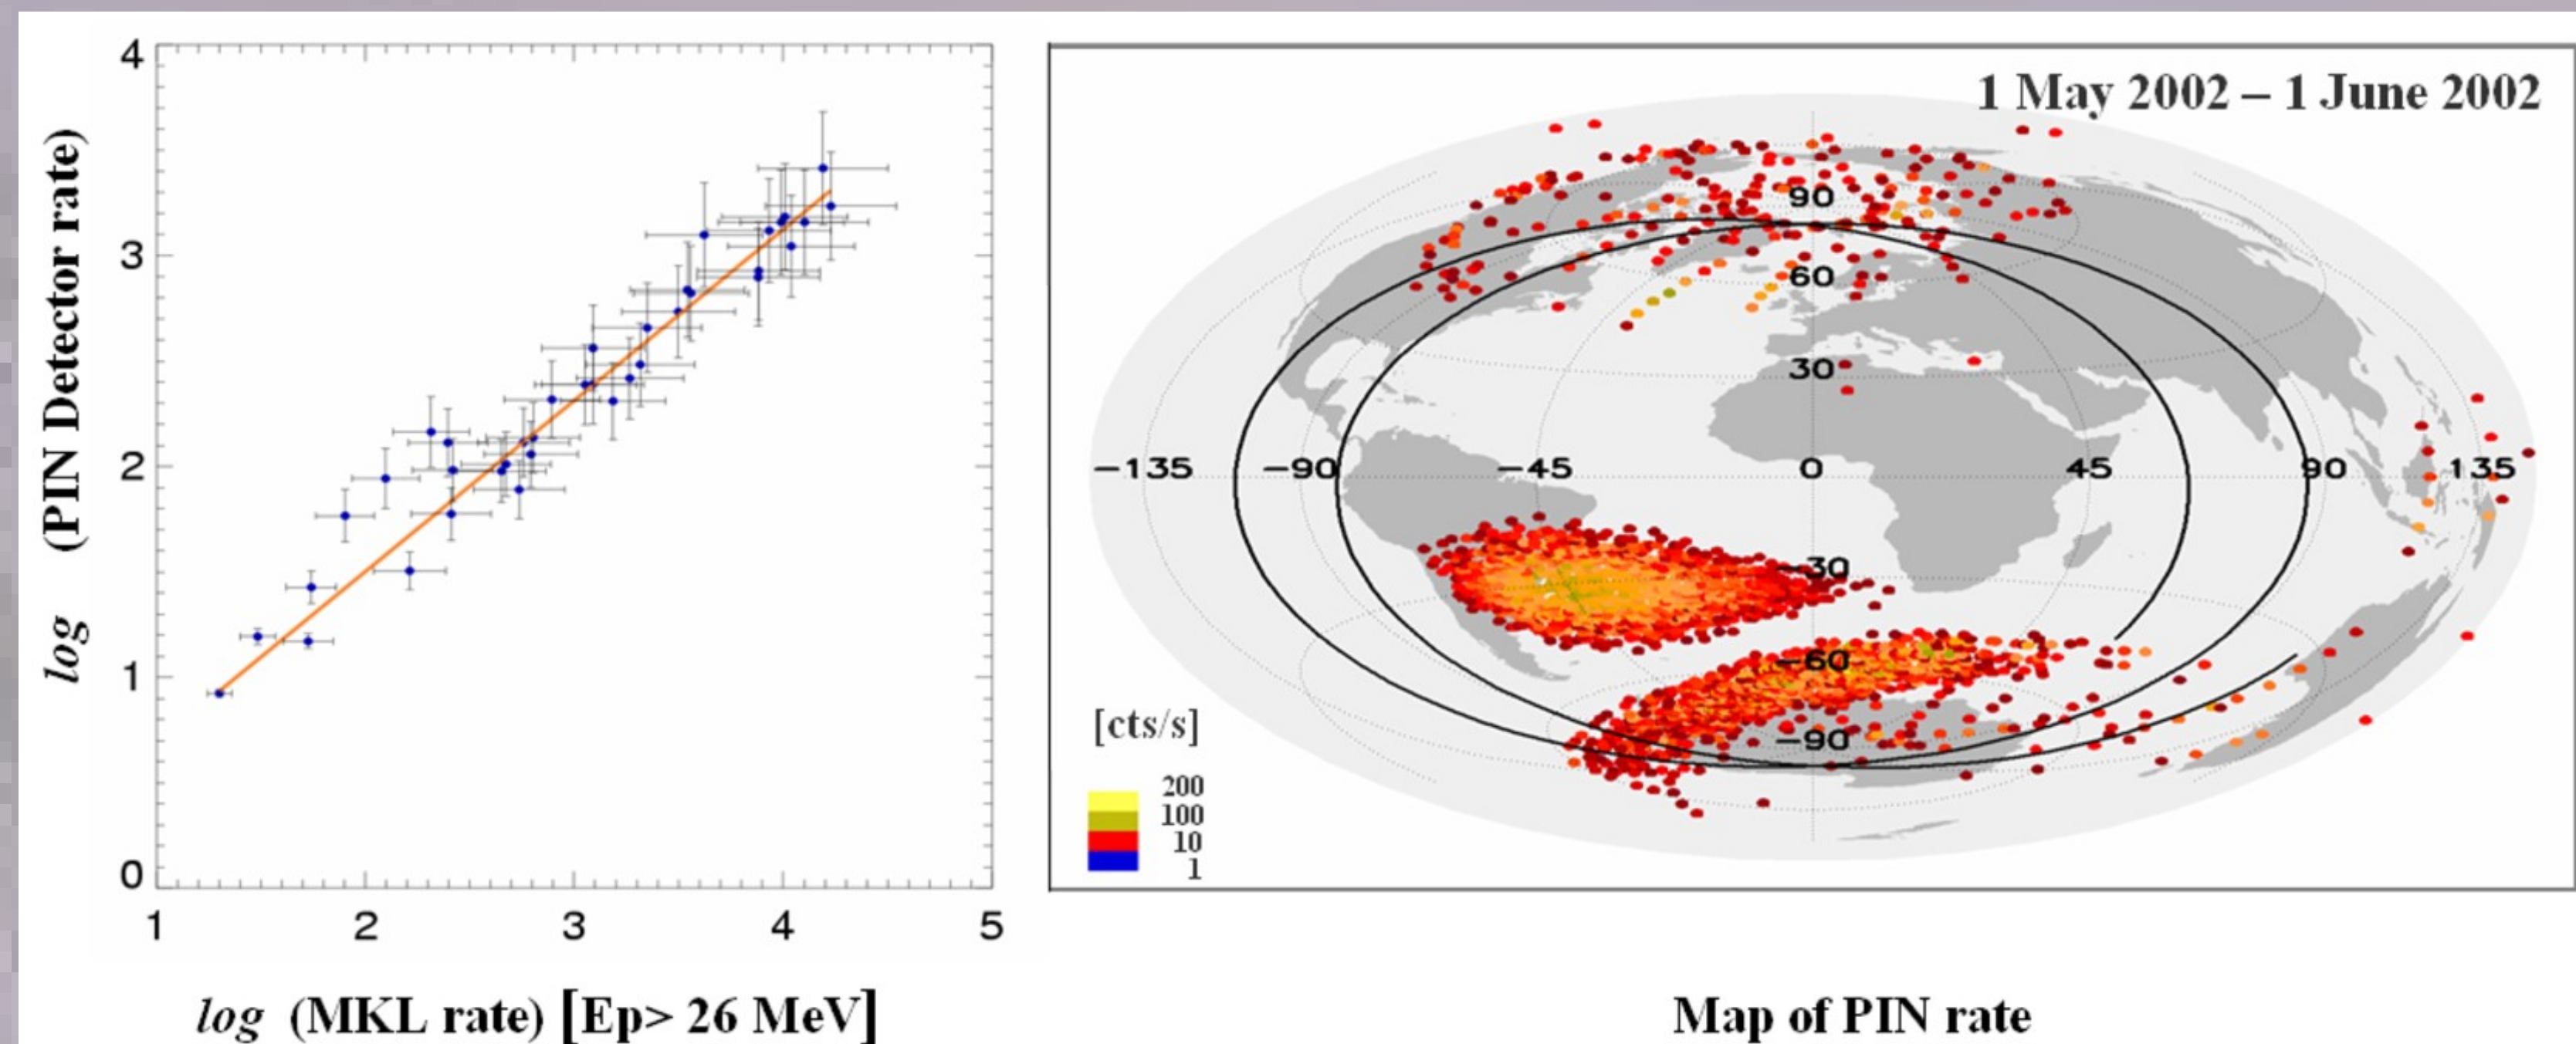 4
3
2
1
0
1 2 3 4 5
log (PIN Detector rate)
log (MKL rate) [Ep> 26 MeV]
1 May 2002 – 1 June 2002
90
60
30
−135 −90 −45 0 45 90 135
−30
−60
−90
[cts/s]
200
100
10
1
Map of PIN rate